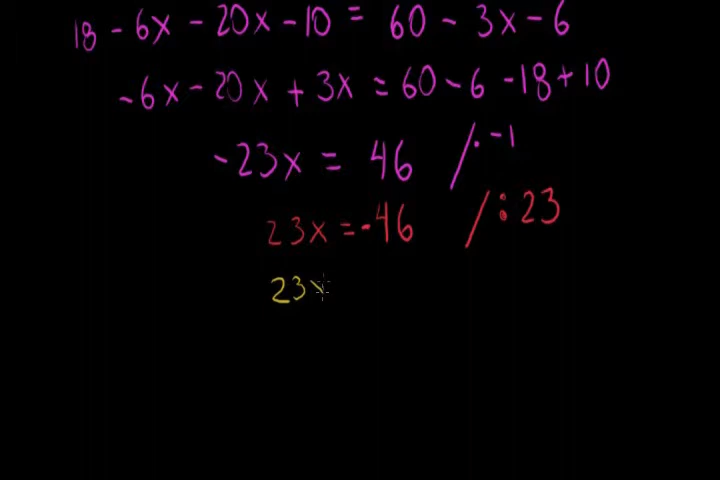 18 - 6x - 20x - 10 = 60 - 3x - 6
-6x - 20x + 3x = 60 - 6 - 18 + 10
-23x = 46 /· -1
23x = -46 /:23
23x